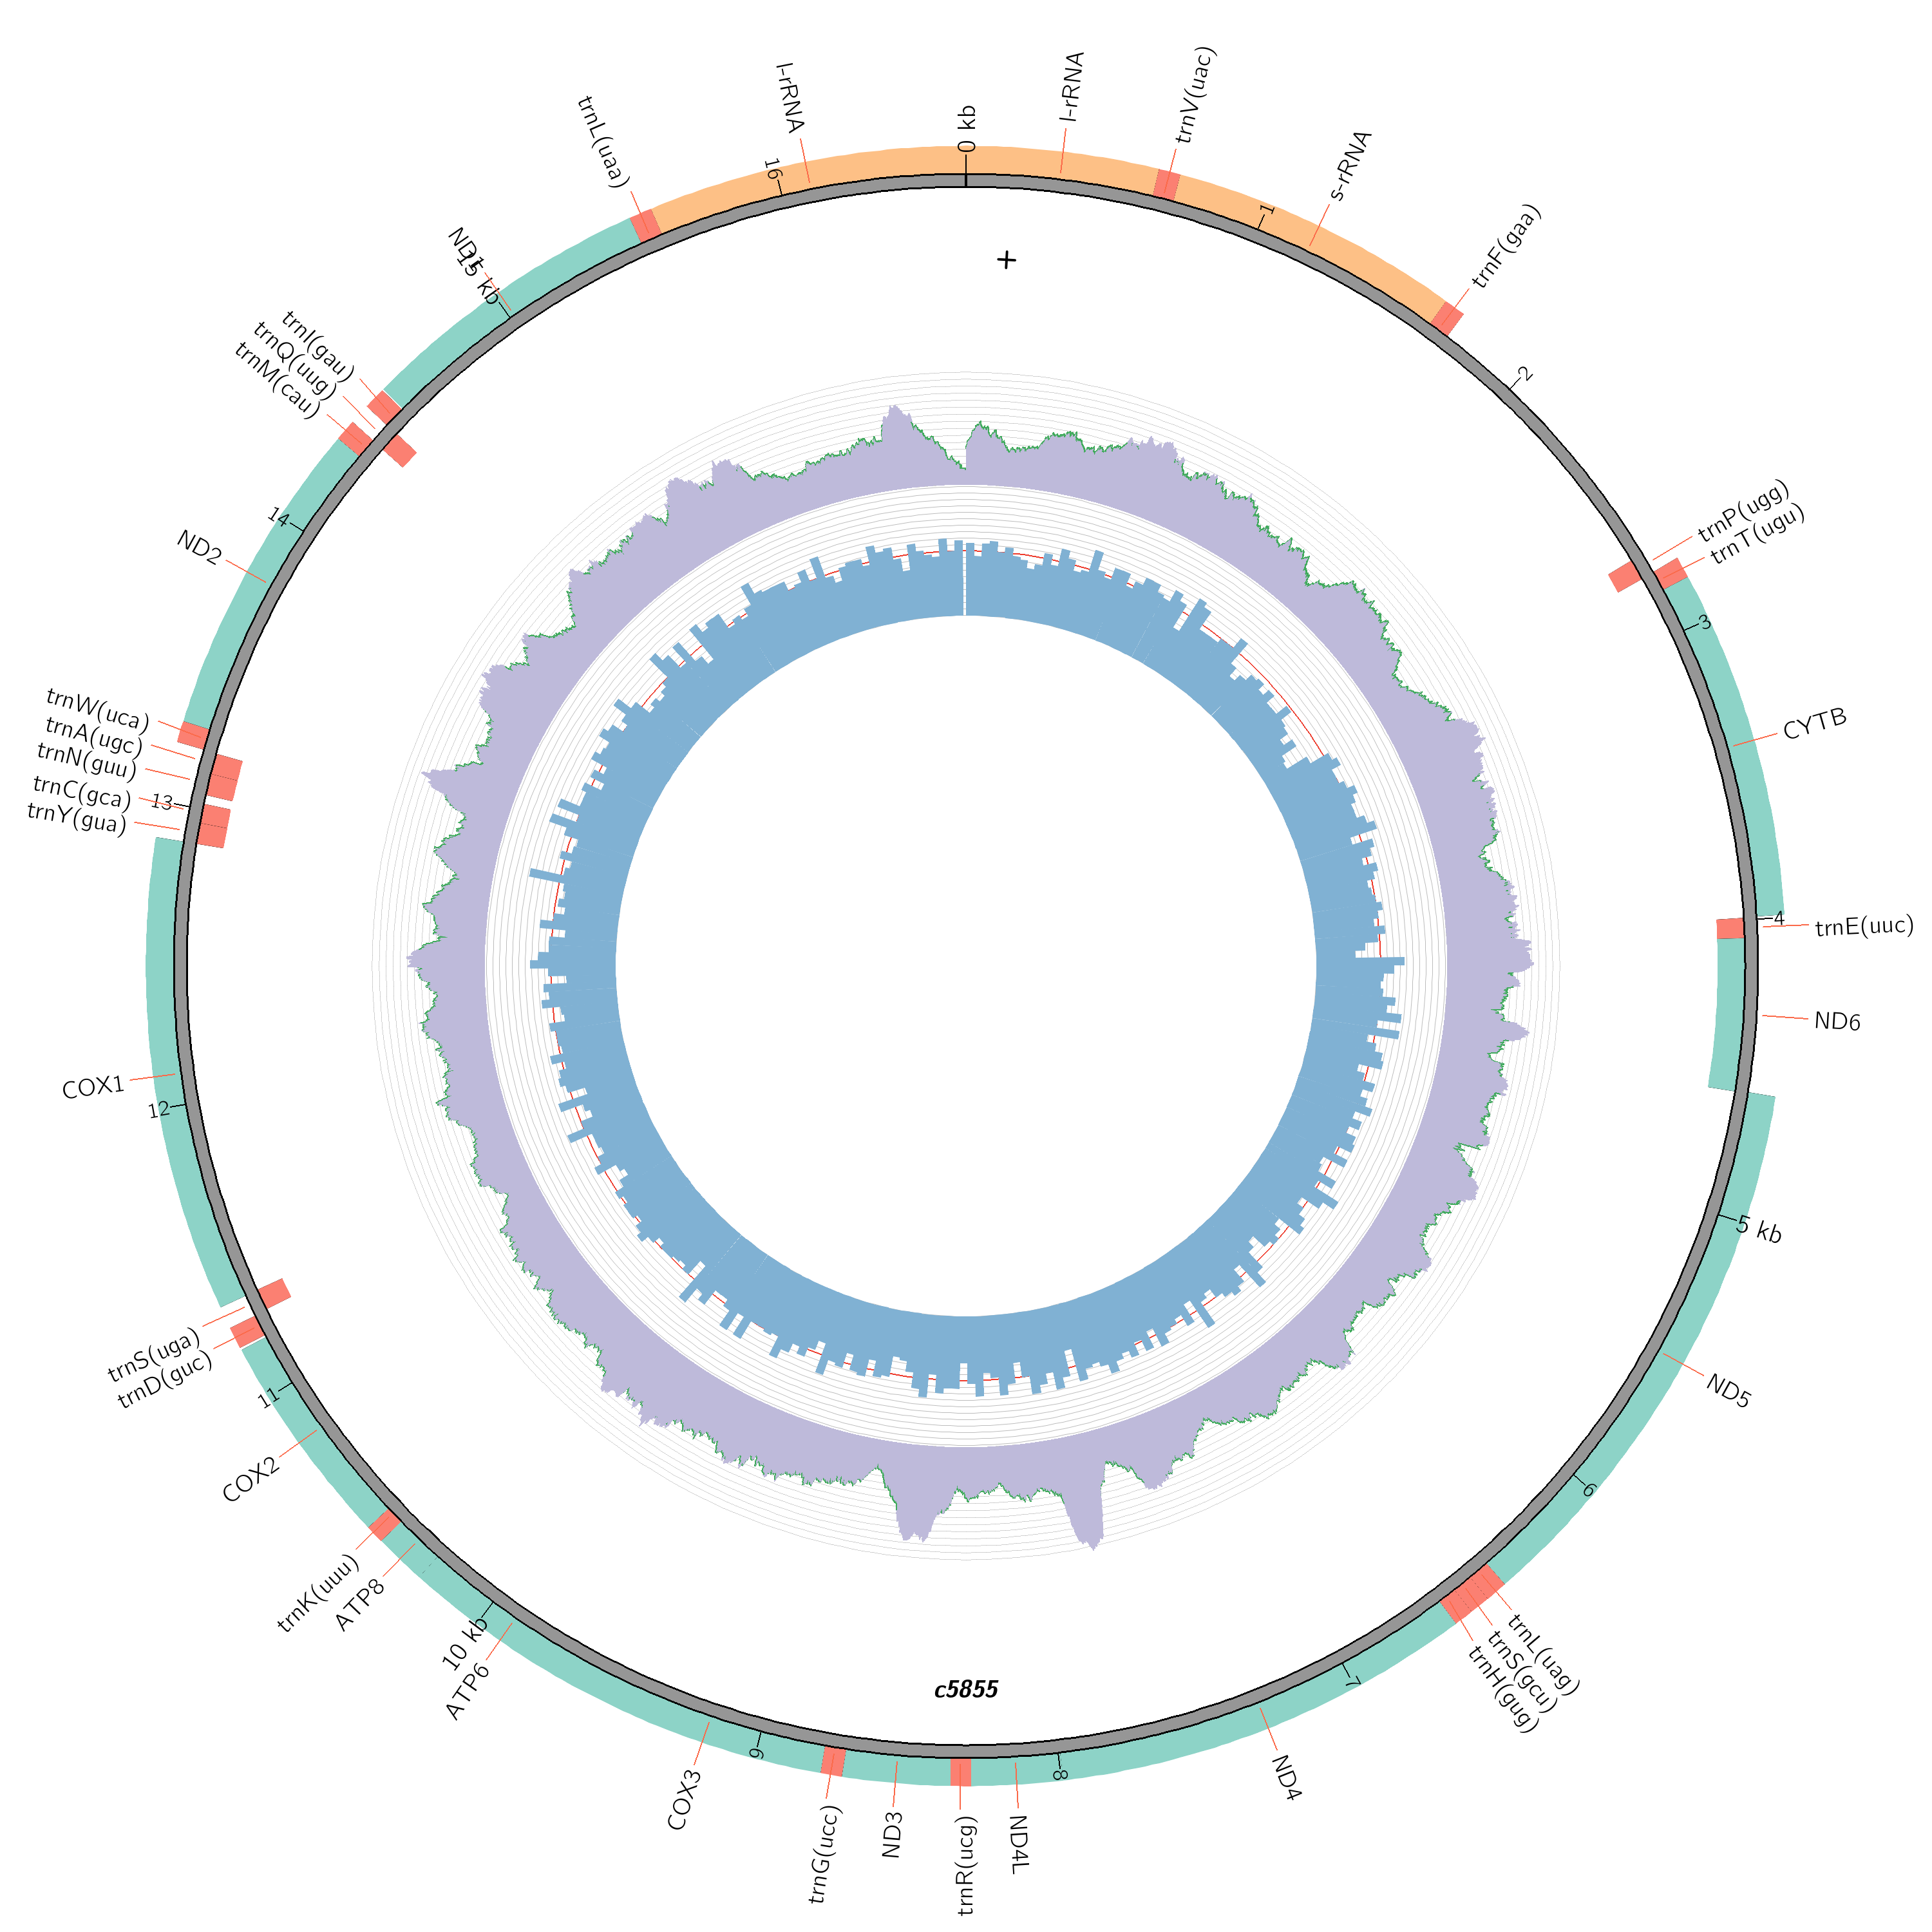 0 kb
l-rRNA
trnV(uac)
1
s-rRNA
trnF(gaa)
2
trnP(ugg)
trnT(ugu)
3
CYTB
4
trnE(uuc)
ND6
5 kb
ND5
6
trnL(uag)
trnS(gcu)
trnH(gug)
7
ND4
8
ND4L
trnR(ucg)
ND3
trnG(ucc)
9
COX3
ATP6
10 kb
ATP8
trnK(uuu)
COX2
11
trnD(guc)
trnS(uga)
12
COX1
trnY(gua)
13
trnC(gca)
trnN(guu)
trnA(ugc)
trnW(uca)
ND2
14
trnM(cau)
trnQ(uug)
trnI(gau)
15 kb
ND1
trnL(uaa)
16
l-rRNA
+
c5855